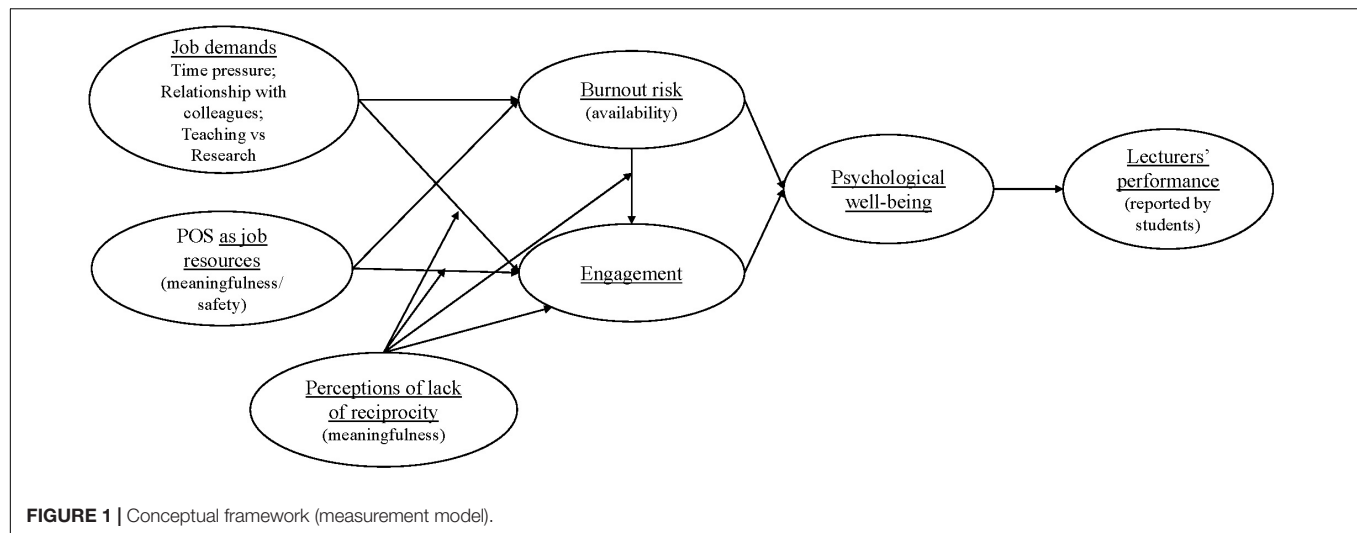 Job demands
Time pressure;
Relationship with
colleagues;
Teaching vs
Research
Burnout risk
(availability)
Psychological
well-being
Lecturers'
performance
(reported by
students)
POS as job
resources
(meaningfulness/
safety)
Engagement
Perceptions of lack
of reciprocity
(meaningfulness)
FIGURE 1 | Conceptual framework (measurement model).